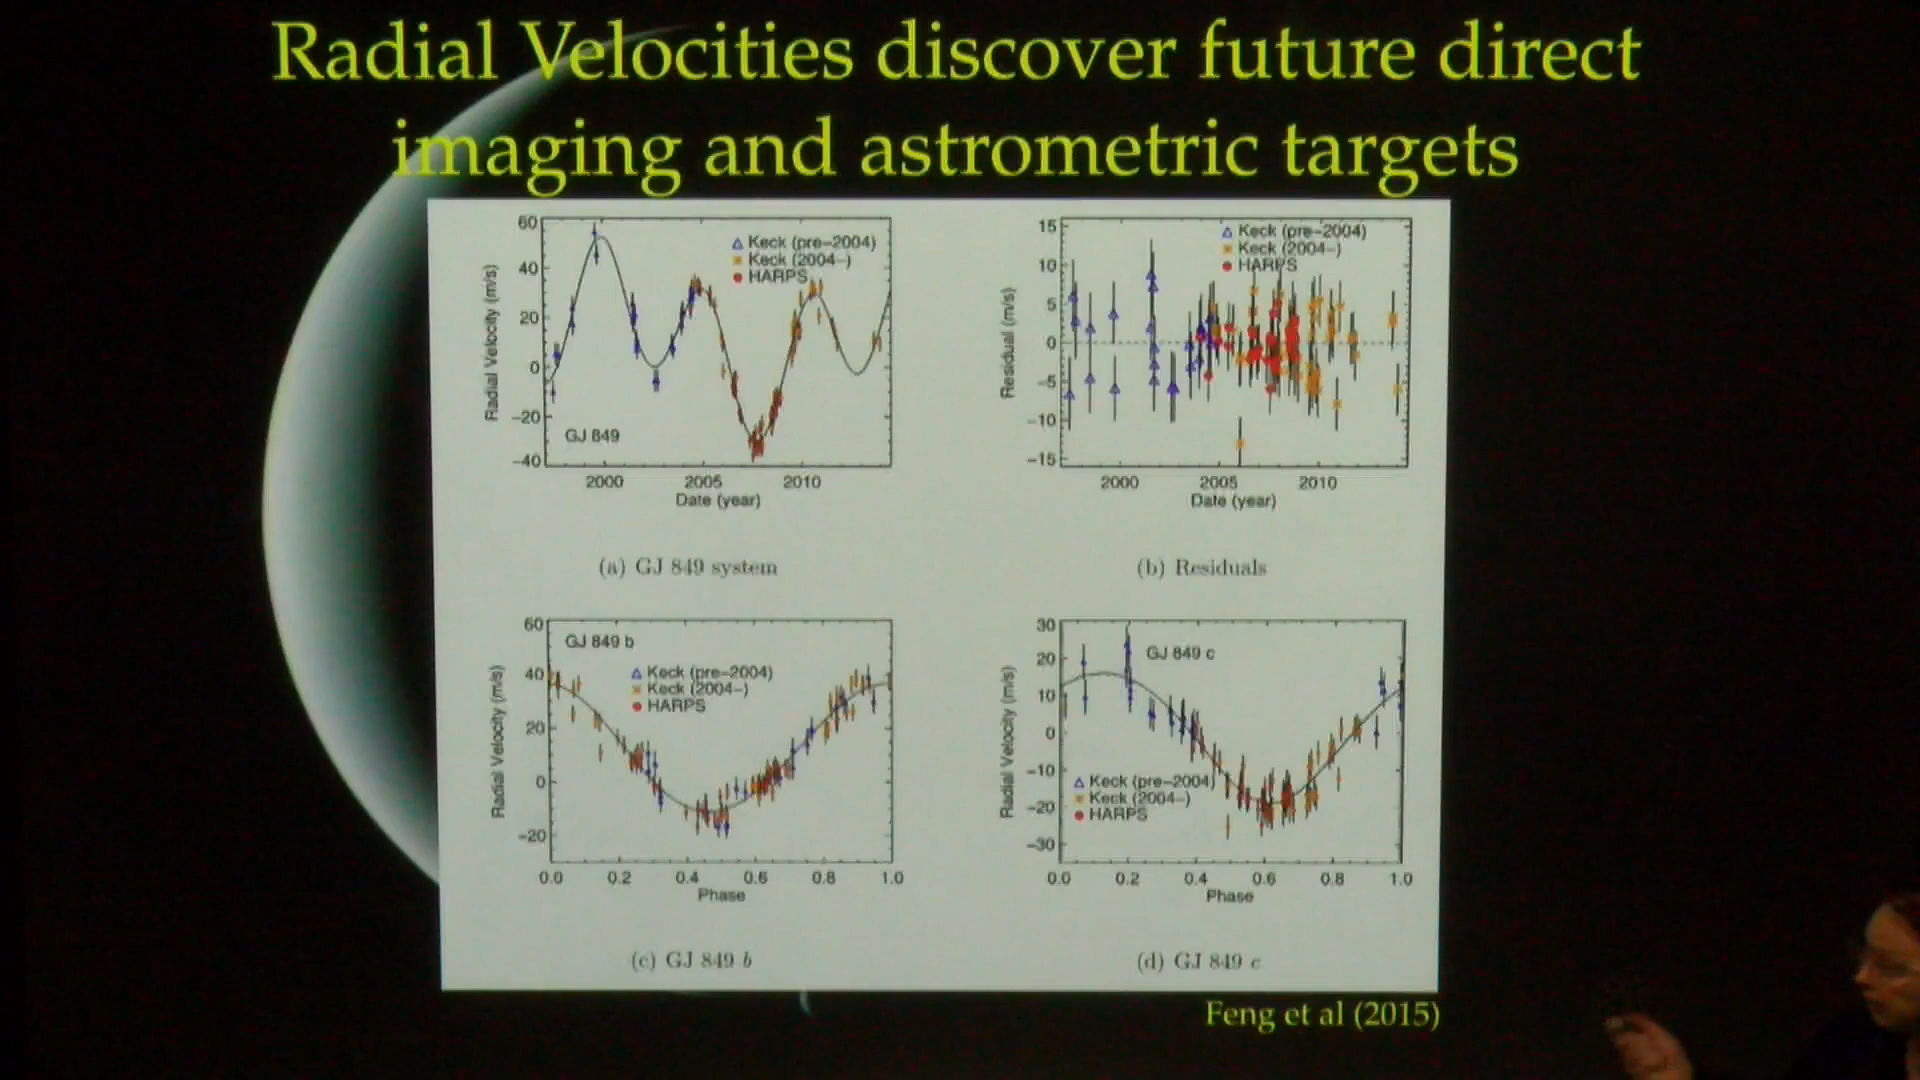 Radial Velocities discover future direct
imaging and astrometric targets
60
40
20
0
−20
−40
Radial Velocity (m/s)
Keck (pre−2004)
Keck (2004−)
HARPS
GJ 849
2000 2005 2010
Date (year)
(a) GJ 849 system
15
10
5
0
−5
−10
−15
Residual (m/s)
Keck (pre−2004)
Keck (2004−)
HARPS
2000 2005 2010
Date (year)
(b) Residuals
60
40
20
0
−20
Radial Velocity (m/s)
GJ 849 b
Keck (pre−2004)
Keck (2004−)
HARPS
0.0 0.2 0.4 0.6 0.8 1.0
Phase
(c) GJ 849 b
30
20
10
0
−10
−20
−30
Radial Velocity (m/s)
GJ 849 c
Keck (pre−2004)
Keck (2004−)
HARPS
0.0 0.2 0.4 0.6 0.8 1.0
Phase
(d) GJ 849 c
Feng et al (2015)